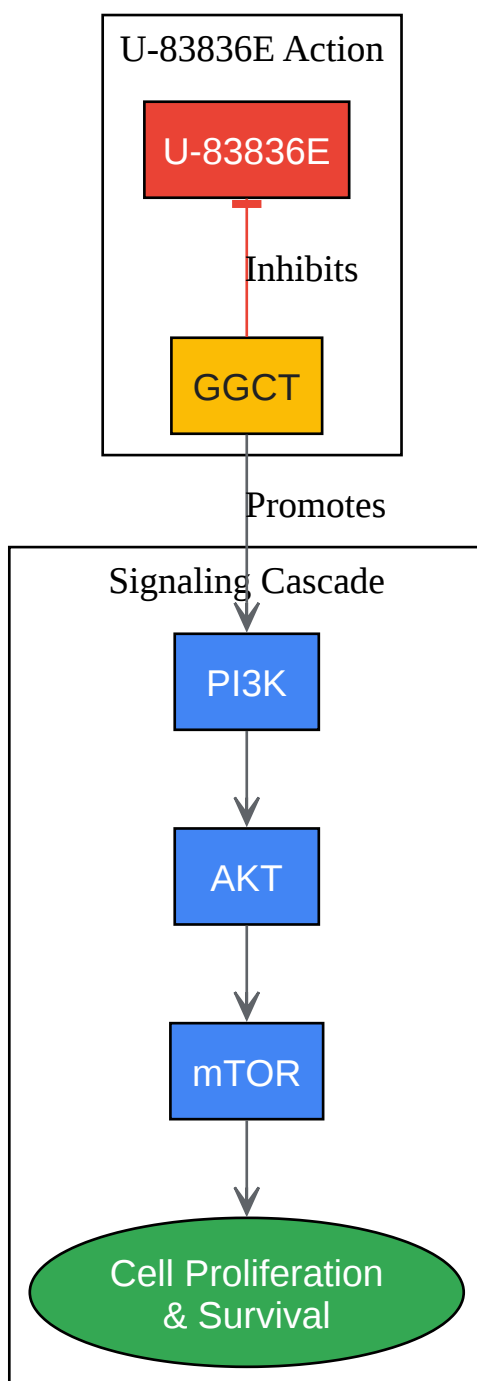 U-83836E Action
U-83836E
Inhibits
GGCT
Promotes
Signaling Cascade
PI3K
AKT
mTOR
Cell Proliferation
& Survival